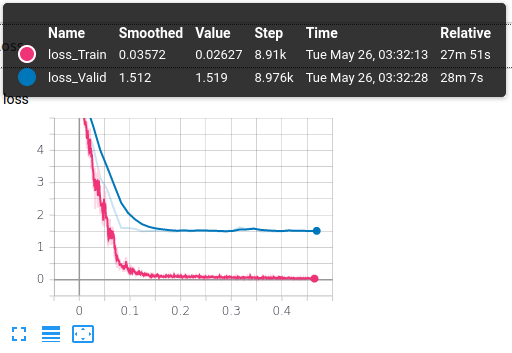 Name Smoothed Value Step Time Relative
loss_Train 0.03572 0.02627 8.91k Tue May 26, 03:32:13 27m 51s
loss_Valid 1.512 1.519 8.976k Tue May 26, 03:32:28 28m 7s
loss
4
3
2
1
0
0 0.1 0.2 0.3 0.4